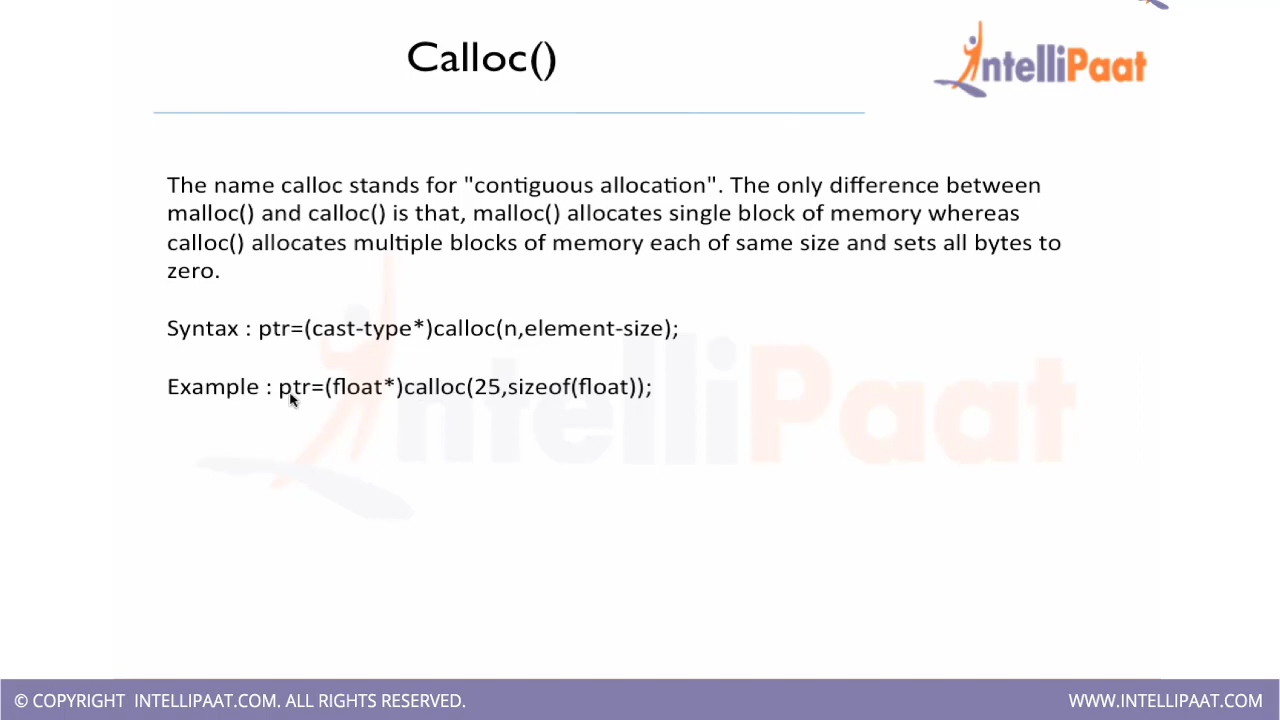 Calloc()
IntelliPaat
The name calloc stands for "contiguous allocation". The only difference between
malloc() and calloc() is that, malloc() allocates single block of memory whereas
calloc() allocates multiple blocks of memory each of same size and sets all bytes to
zero.
Syntax : ptr=(cast-type*)calloc(n,element-size);
Example : ptr=(float*)calloc(25,sizeof(float));
IntelliPaat
© COPYRIGHT INTELLIPAAT.COM. ALL RIGHTS RESERVED.
WWW.INTELLIPAAT.COM